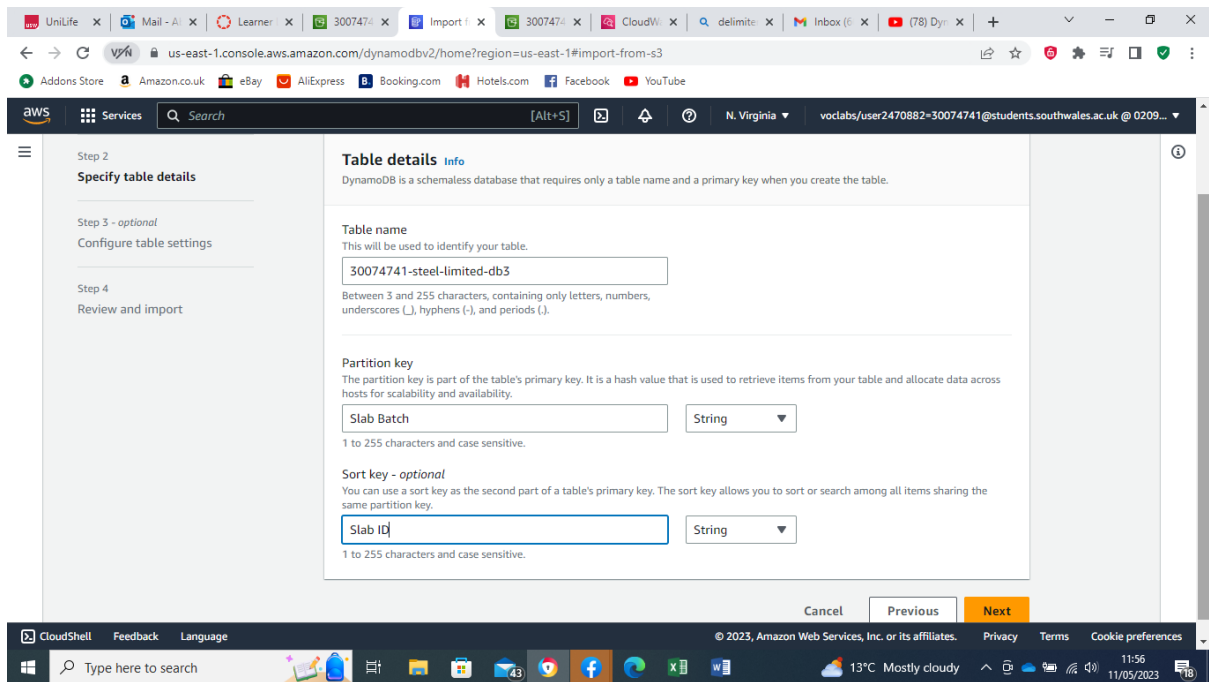 UniLife
Mail - Al
Learner
3007474
Import f
3007474
CloudW
delimite
Inbox (6
(78) Dyn
VPN
us-east-1.console.aws.amazon.com/dynamodbv2/home?region=us-east-1#import-from-s3
6
Addons Store
Amazon.co.uk
eBay
AliExpress
Booking.com
Hotels.com
Facebook
YouTube
aws
Services
Search
[Alt+S]
N. Virginia
voclabs/user2470882=30074741@students.southwales.ac.uk @ 0209...
Step 2
Specify table details
Step 3 - optional
Configure table settings
Step 4
Review and import
Table details Info
DynamoDB is a schemaless database that requires only a table name and a primary key when you create the table.
Table name
This will be used to identify your table.
30074741-steel-limited-db3
Between 3 and 255 characters, containing only letters, numbers,
underscores (_), hyphens (-), and periods (.).
Partition key
The partition key is part of the table's primary key. It is a hash value that is used to retrieve items from your table and allocate data across
hosts for scalability and availability.
Slab Batch
String
1 to 255 characters and case sensitive.
Sort key - optional
You can use a sort key as the second part of a table's primary key. The sort key allows you to sort or search among all items sharing the
same partition key.
Slab ID
String
1 to 255 characters and case sensitive.
Cancel
Previous
Next
CloudShell
Feedback
Language
© 2023, Amazon Web Services, Inc. or its affiliates.
Privacy
Terms
Cookie preferences
Type here to search
43
13°C Mostly cloudy
11:56
11/05/2023
18